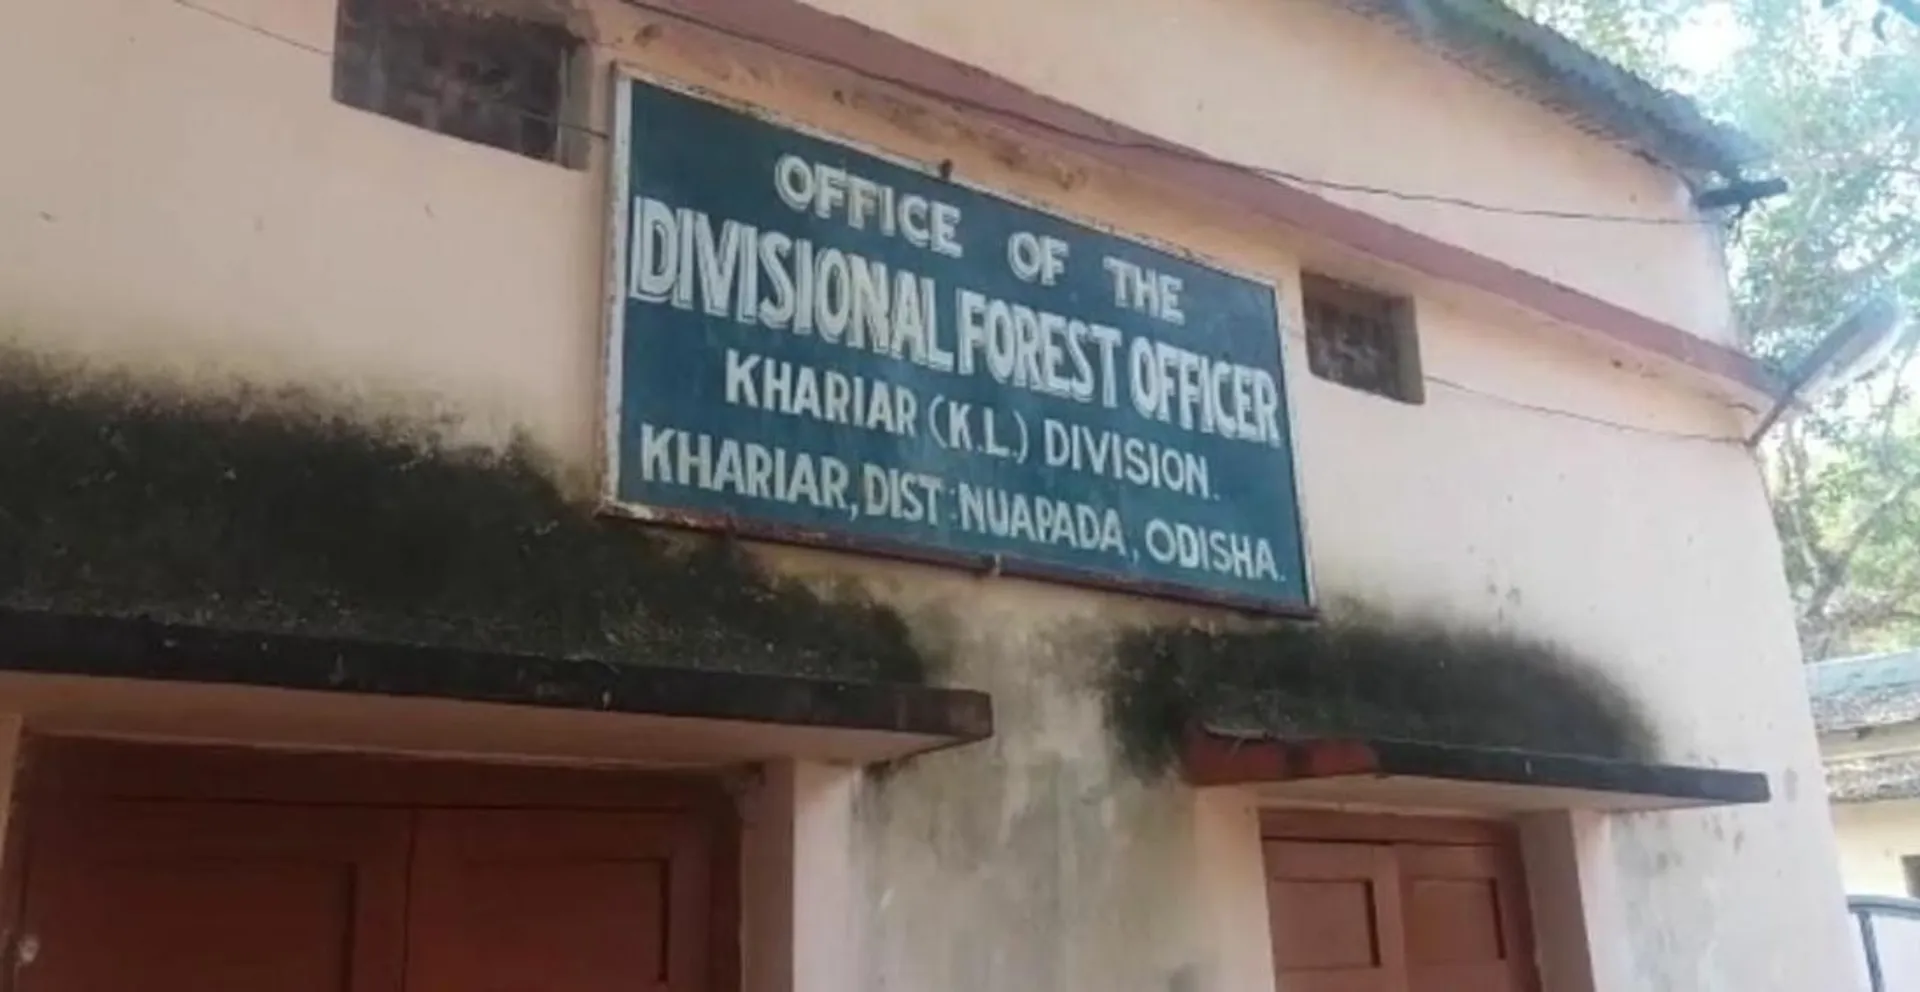 OFFICE OF THE
DIVISIONAL FOREST OFFICER
KHARIAR (K.L.) DIVISION.
KHARIAR, DIST: NUAPADA, ODISHA.